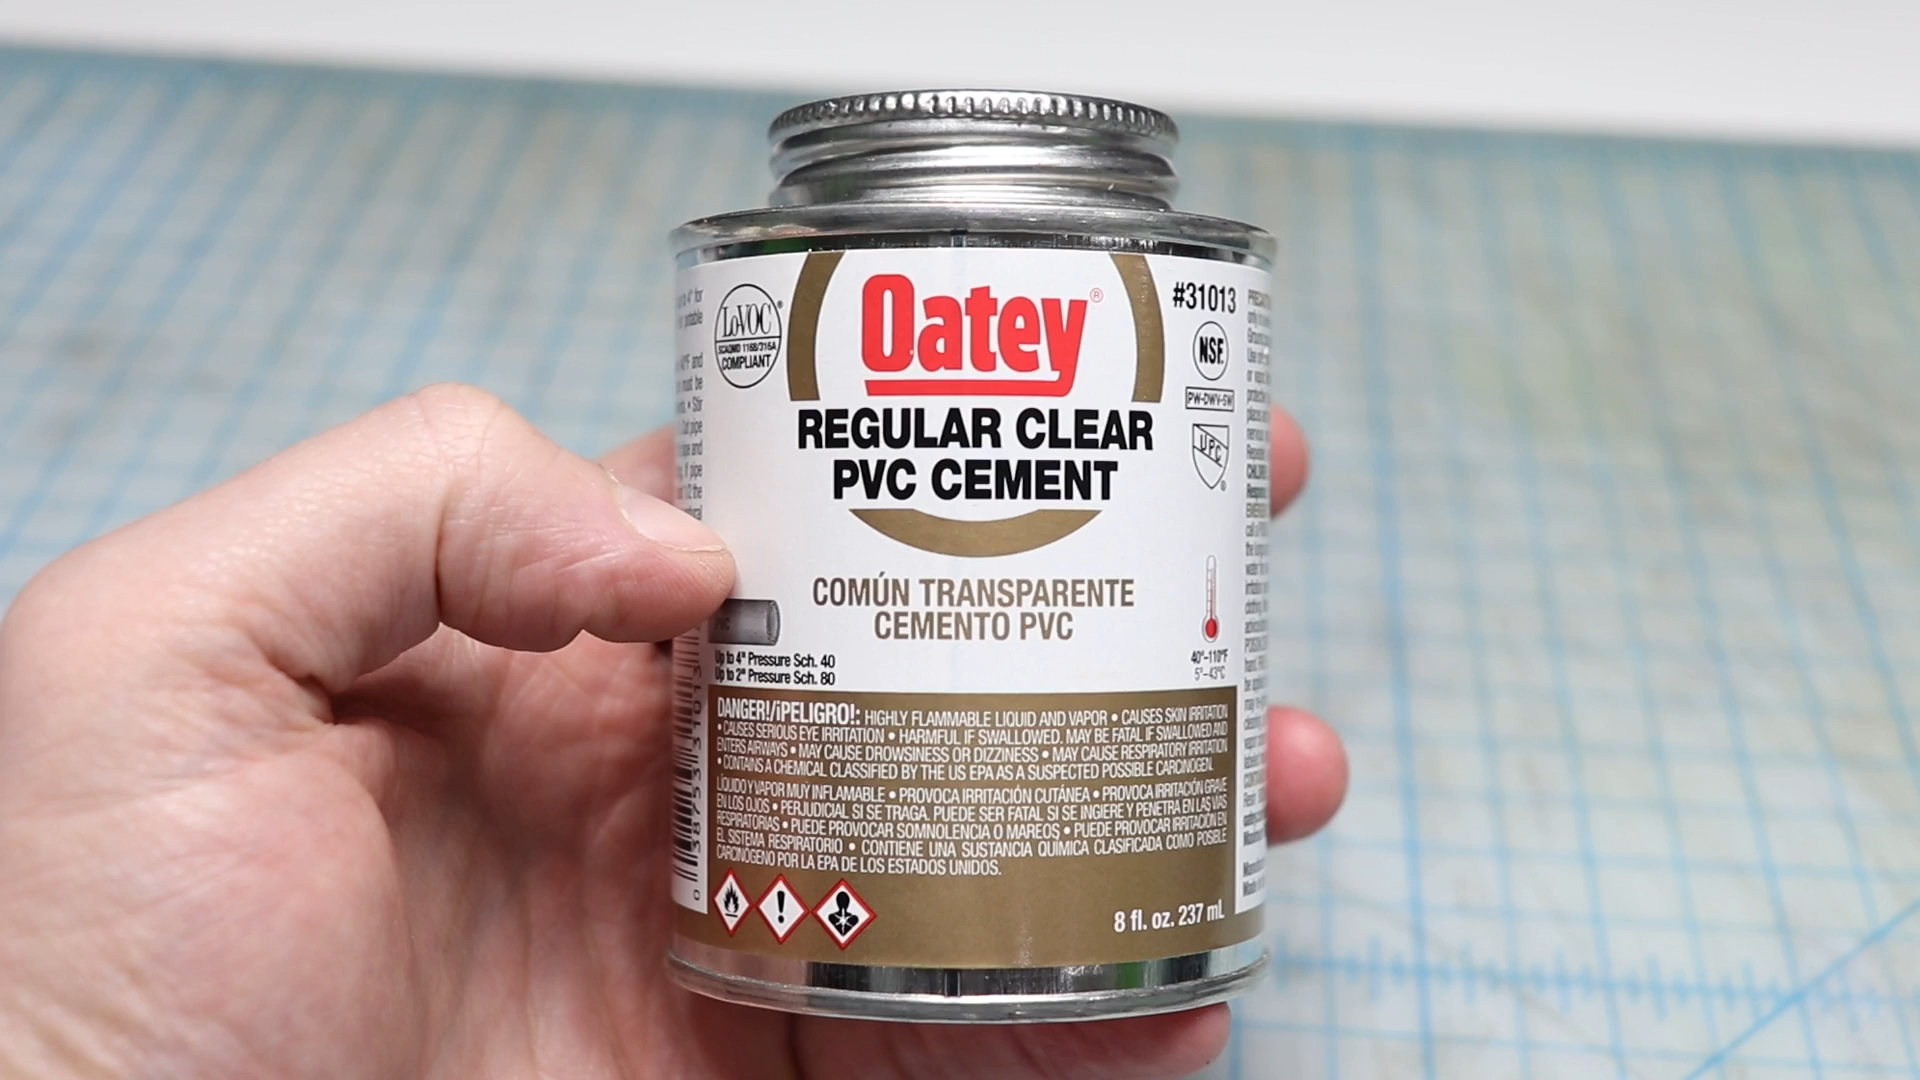 LoVOC®
SCAQMD 1168/316A
COMPLIANT
Oatey®
#31013
NSF
PW-DWV-SW
UPC®
REGULAR CLEAR
PVC CEMENT
COMÚN TRANSPARENTE
CEMENTO PVC
PVC
Up to 4" Pressure Sch. 40
Up to 2" Pressure Sch. 80
40°–110°F
5°–43°C
DANGER!/¡PELIGRO!: HIGHLY FLAMMABLE LIQUID AND VAPOR • CAUSES SKIN IRRITATION
• CAUSES SERIOUS EYE IRRITATION • HARMFUL IF SWALLOWED. MAY BE FATAL IF SWALLOWED AND
ENTERS AIRWAYS • MAY CAUSE DROWSINESS OR DIZZINESS • MAY CAUSE RESPIRATORY IRRITATION
• CONTAINS A CHEMICAL CLASSIFIED BY THE US EPA AS A SUSPECTED POSSIBLE CARCINOGEN.
LÍQUIDO Y VAPOR MUY INFLAMABLE • PROVOCA IRRITACIÓN CUTÁNEA • PROVOCA IRRITACIÓN GRAVE
EN LOS OJOS • PERJUDICIAL SI SE TRAGA. PUEDE SER FATAL SI SE INGIERE Y PENETRA EN LAS VÍAS
RESPIRATORIAS • PUEDE PROVOCAR SOMNOLENCIA O MAREOS • PUEDE PROVOCAR IRRITACIÓN EN
EL SISTEMA RESPIRATORIO • CONTIENE UNA SUSTANCIA QUÍMICA CLASIFICADA COMO POSIBLE
CARCINÓGENO POR LA EPA DE LOS ESTADOS UNIDOS.
8 fl. oz. 237 mL
0 38753 31013